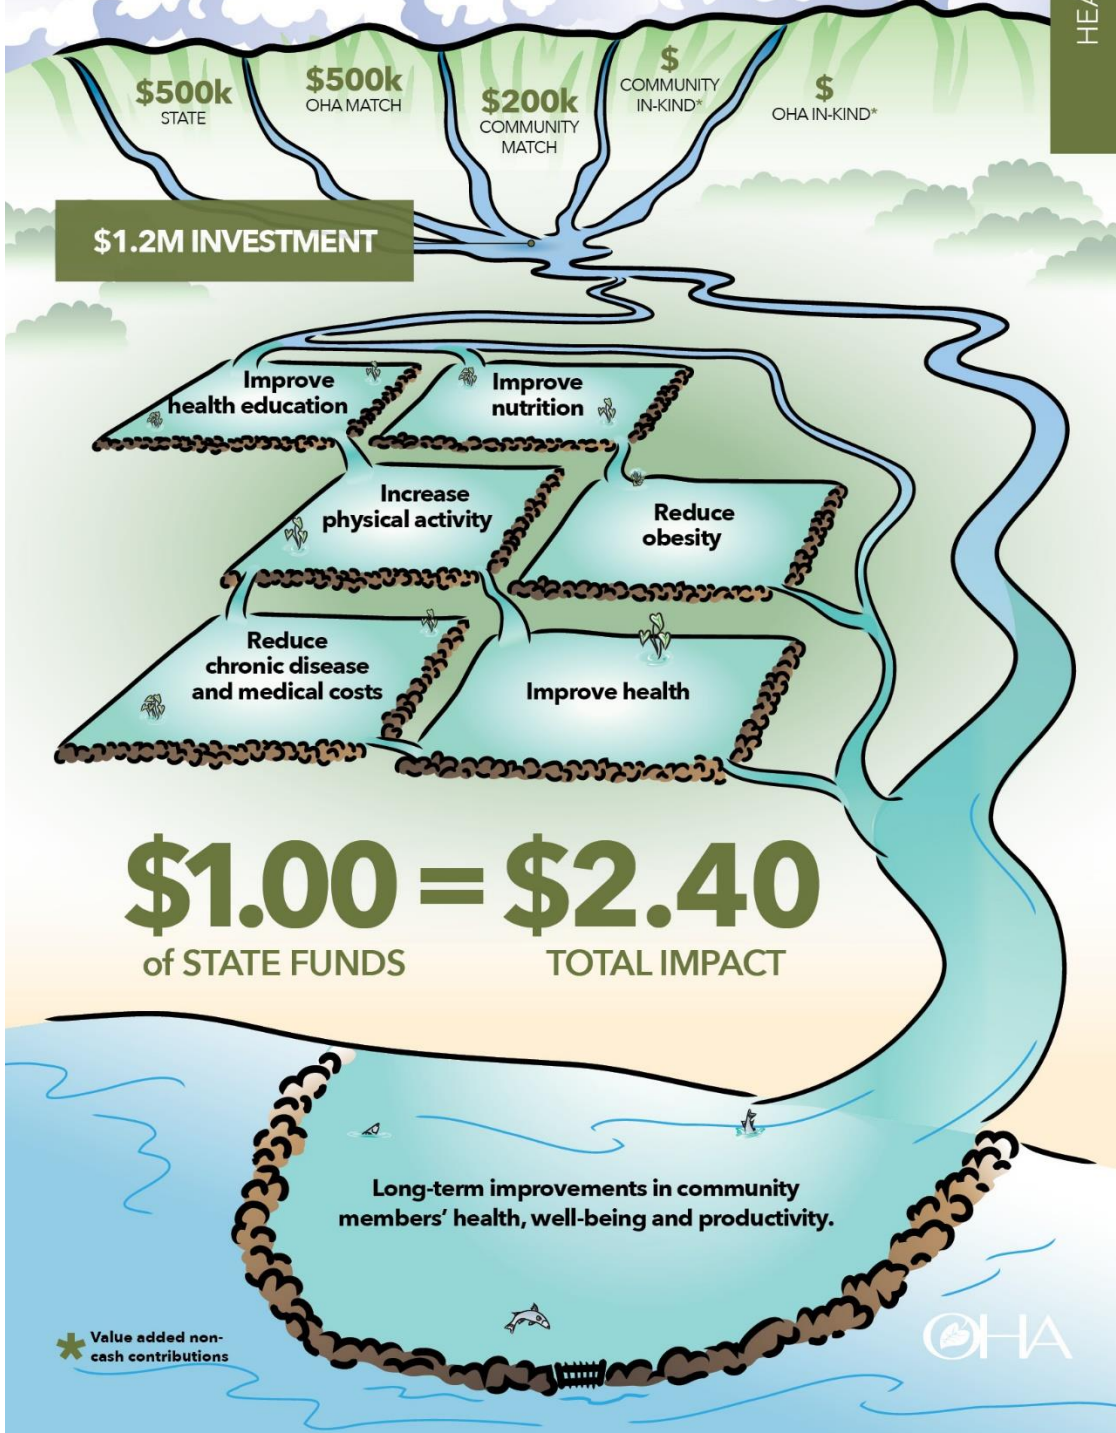 HEA
$500k
STATE
$500k
OHA MATCH
$200k
COMMUNITY
MATCH
$
COMMUNITY
IN-KIND*
$
OHA IN-KIND*
$1.2M INVESTMENT
Improve
health education
Improve
nutrition
Increase
physical activity
Reduce
obesity
Reduce
chronic disease
and medical costs
Improve health
$1.00 = $2.40
of STATE FUNDS
TOTAL IMPACT
Long-term improvements in community
members’ health, well-being and productivity.
* Value added non-
cash contributions
OHA